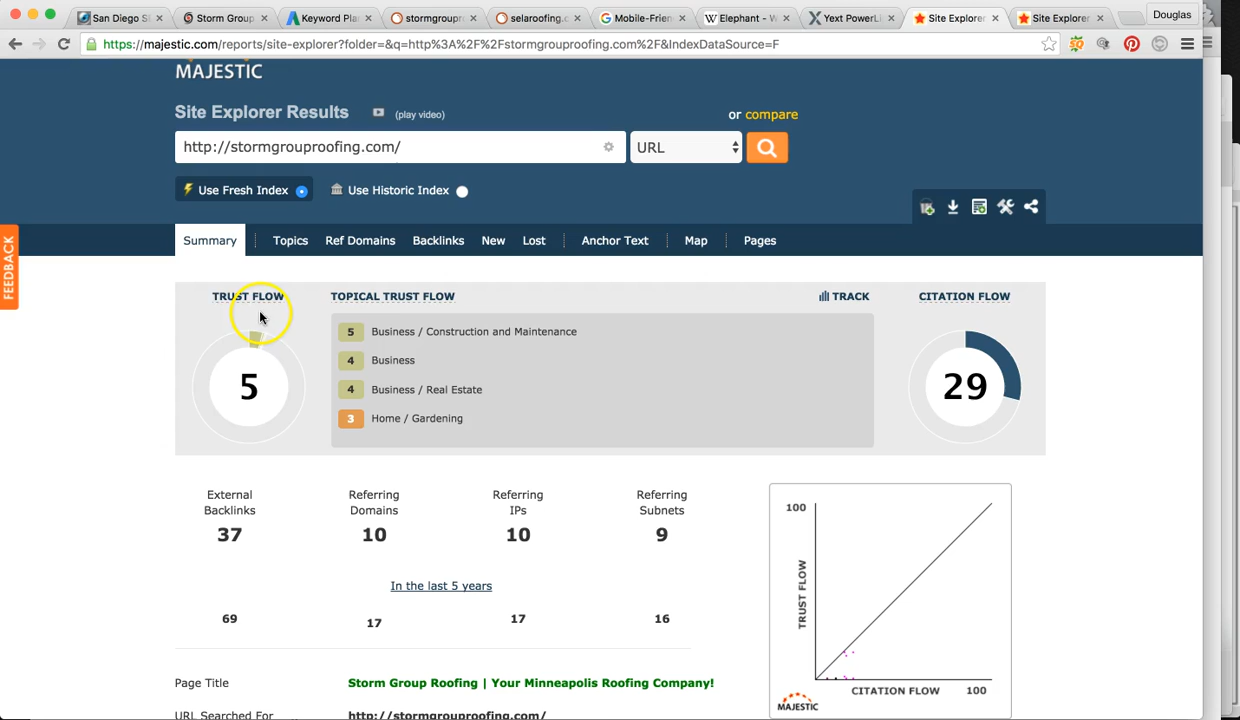 San Diego S
Storm Group
Keyword Pla
stormgroupr
selaroofing.c
Mobile-Frien
Elephant - W
Yext PowerLi
Site Explorer
Site Explorer
Douglas
https://majestic.com/reports/site-explorer?folder=&q=http%3A%2F%2Fstormgrouproofing.com%2F&IndexDataSource=F
MAJESTIC
Site Explorer Results
(play video)
or compare
http://stormgrouproofing.com/
URL
Use Fresh Index
Use Historic Index
FEEDBACK
Summary
Topics
Ref Domains
Backlinks
New
Lost
Anchor Text
Map
Pages
TRUST FLOW
TOPICAL TRUST FLOW
TRACK
CITATION FLOW
5 Business / Construction and Maintenance
4 Business
4 Business / Real Estate
3 Home / Gardening
5
29
External Backlinks
Referring Domains
Referring IPs
Referring Subnets
37
10
10
9
In the last 5 years
69
17
17
16
100
TRUST FLOW
CITATION FLOW
100
MAJESTIC
Page Title
Storm Group Roofing | Your Minneapolis Roofing Company!
URL Searched For
http://stormgrouproofing.com/